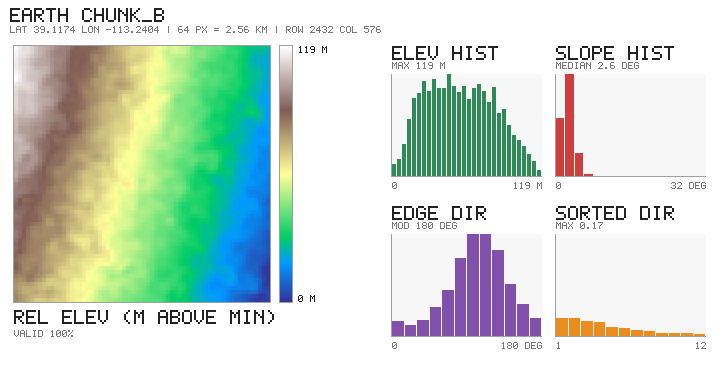 EARTH CHUNK_B
LAT 39.1174 LON -113.2404 | 64 PX = 2.56 KM | ROW 2432 COL 576
119 M
0 M
REL ELEV (M ABOVE MIN)
VALID 100%
ELEV HIST
MAX 119 M
0 119 M
SLOPE HIST
MEDIAN 2.6 DEG
0 32 DEG
EDGE DIR
MOD 180 DEG
0 180 DEG
SORTED DIR
MAX 0.17
1 12